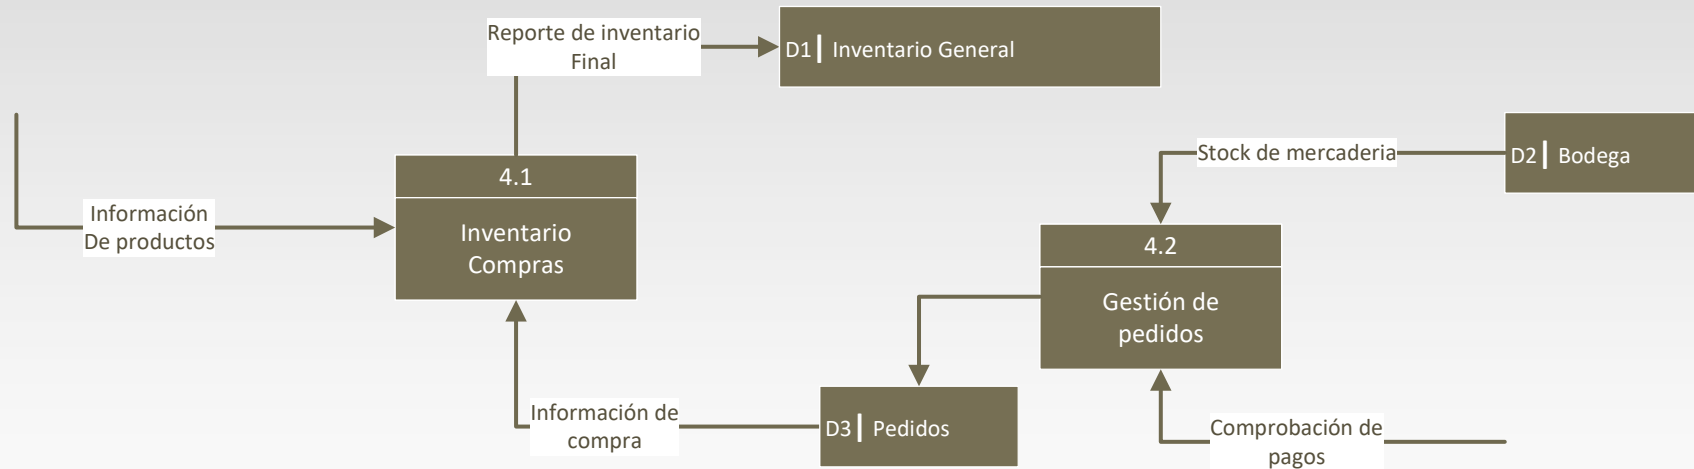 Reporte de inventario
Final
D1 Inventario General
Stock de mercaderia
D2 Bodega
4.1
Inventario
Compras
Información
De productos
4.2
Gestión de
pedidos
Información de
compra
D3 Pedidos
Comprobación de
pagos